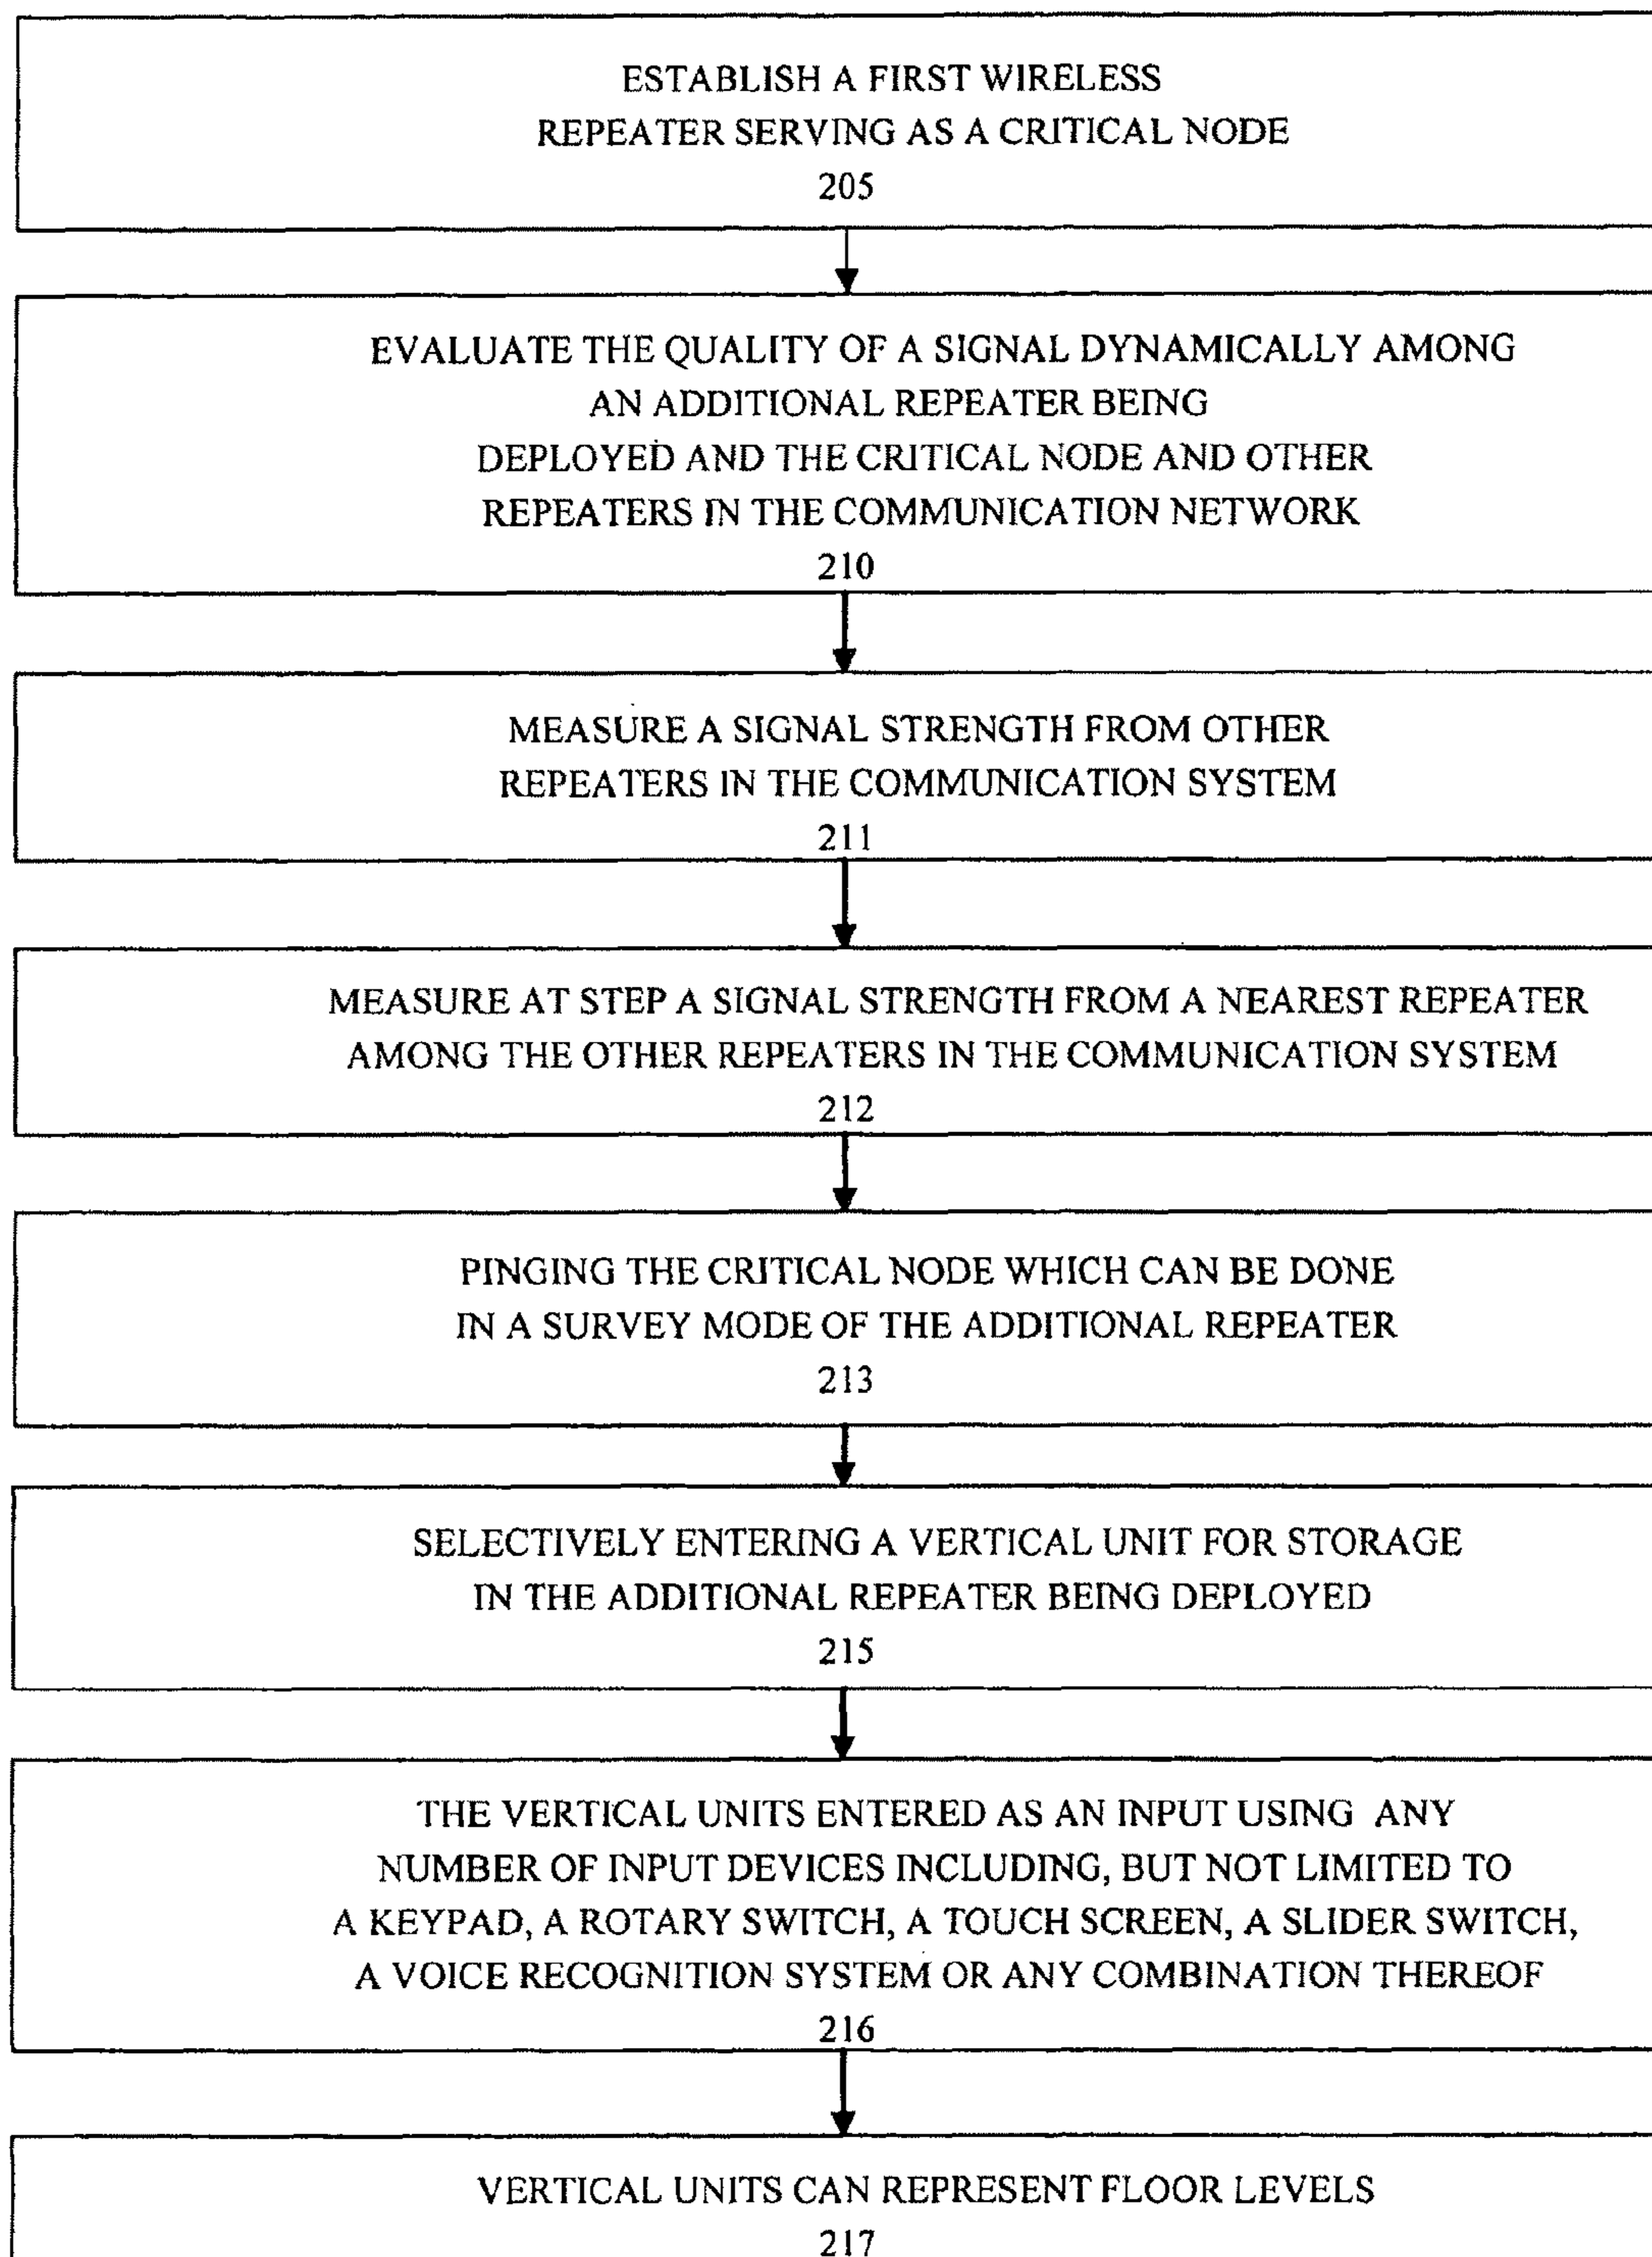 ESTABLISH A FIRST WIRELESS
REPEATER SERVING AS A CRITICAL NODE
205
EVALUATE THE QUALITY OF A SIGNAL DYNAMICALLY AMONG
AN ADDITIONAL REPEATER BEING
DEPLOYED AND THE CRITICAL NODE AND OTHER
REPEATERS IN THE COMMUNICATION NETWORK
210
MEASURE A SIGNAL STRENGTH FROM OTHER
REPEATERS IN THE COMMUNICATION SYSTEM
211
MEASURE AT STEP A SIGNAL STRENGTH FROM A NEAREST REPEATER
AMONG THE OTHER REPEATERS IN THE COMMUNICATION SYSTEM
212
PINGING THE CRITICAL NODE WHICH CAN BE DONE
IN A SURVEY MODE OF THE ADDITIONAL REPEATER
213
SELECTIVELY ENTERING A VERTICAL UNIT FOR STORAGE
IN THE ADDITIONAL REPEATER BEING DEPLOYED
215
THE VERTICAL UNITS ENTERED AS AN INPUT USING ANY
NUMBER OF INPUT DEVICES INCLUDING, BUT NOT LIMITED TO
A KEYPAD, A ROTARY SWITCH, A TOUCH SCREEN, A SLIDER SWITCH,
A VOICE RECOGNITION SYSTEM OR ANY COMBINATION THEREOF
216
VERTICAL UNITS CAN REPRESENT FLOOR LEVELS
217